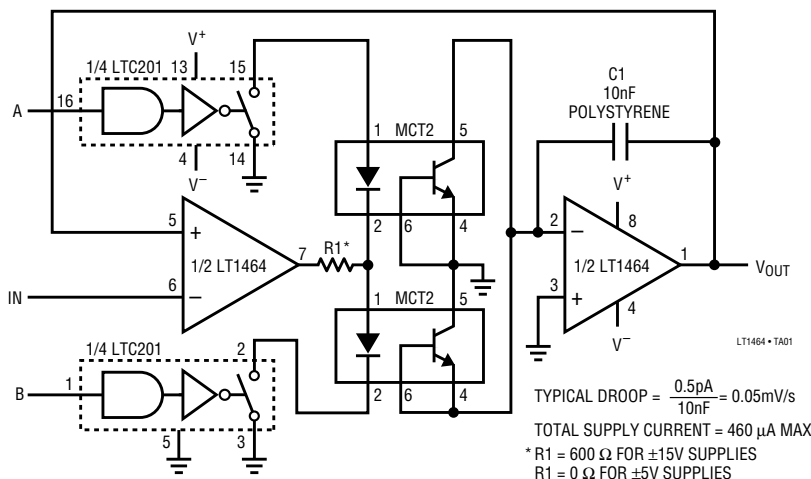 C1
10nF
POLYSTYRENE
V+
1/4 LTC201
13
15
A
16
4
14
V−
1
MCT2
5
2
6
4
5
+
1/2 LT1464
6
−
7
R1*
IN
V+
2
−
8
1/2 LT1464
1
VOUT
3
+
4
V−
1
MCT2
5
2
6
4
1/4 LTC201
B
1
2
5
3
LT1464 • TA01
TYPICAL DROOP = 0.5pA/10nF = 0.05mV/s
TOTAL SUPPLY CURRENT = 460 µA MAX
* R1 = 600 Ω FOR ±15V SUPPLIES
R1 = 0 Ω FOR ±5V SUPPLIES